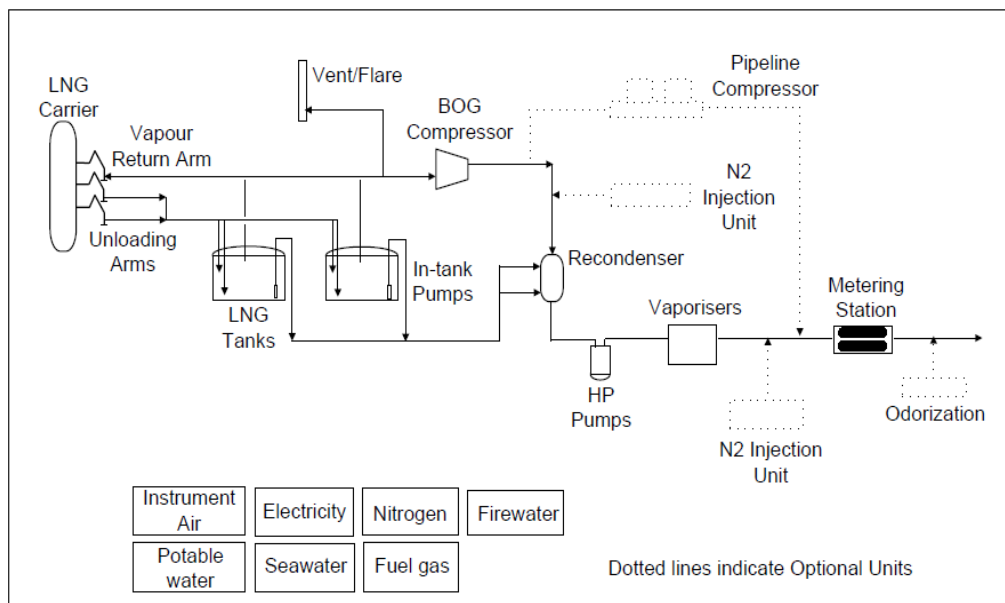 LNG
Carrier
Vapour
Return Arm
Unloading
Arms
Vent/Flare
BOG
Compressor
Pipeline
Compressor
N2
Injection
Unit
LNG
Tanks
In-tank
Pumps
Recondenser
HP
Pumps
Vaporisers
Metering
Station
N2 Injection
Unit
Odorization
Instrument
Air
Electricity
Nitrogen
Firewater
Potable
water
Seawater
Fuel gas
Dotted lines indicate Optional Units